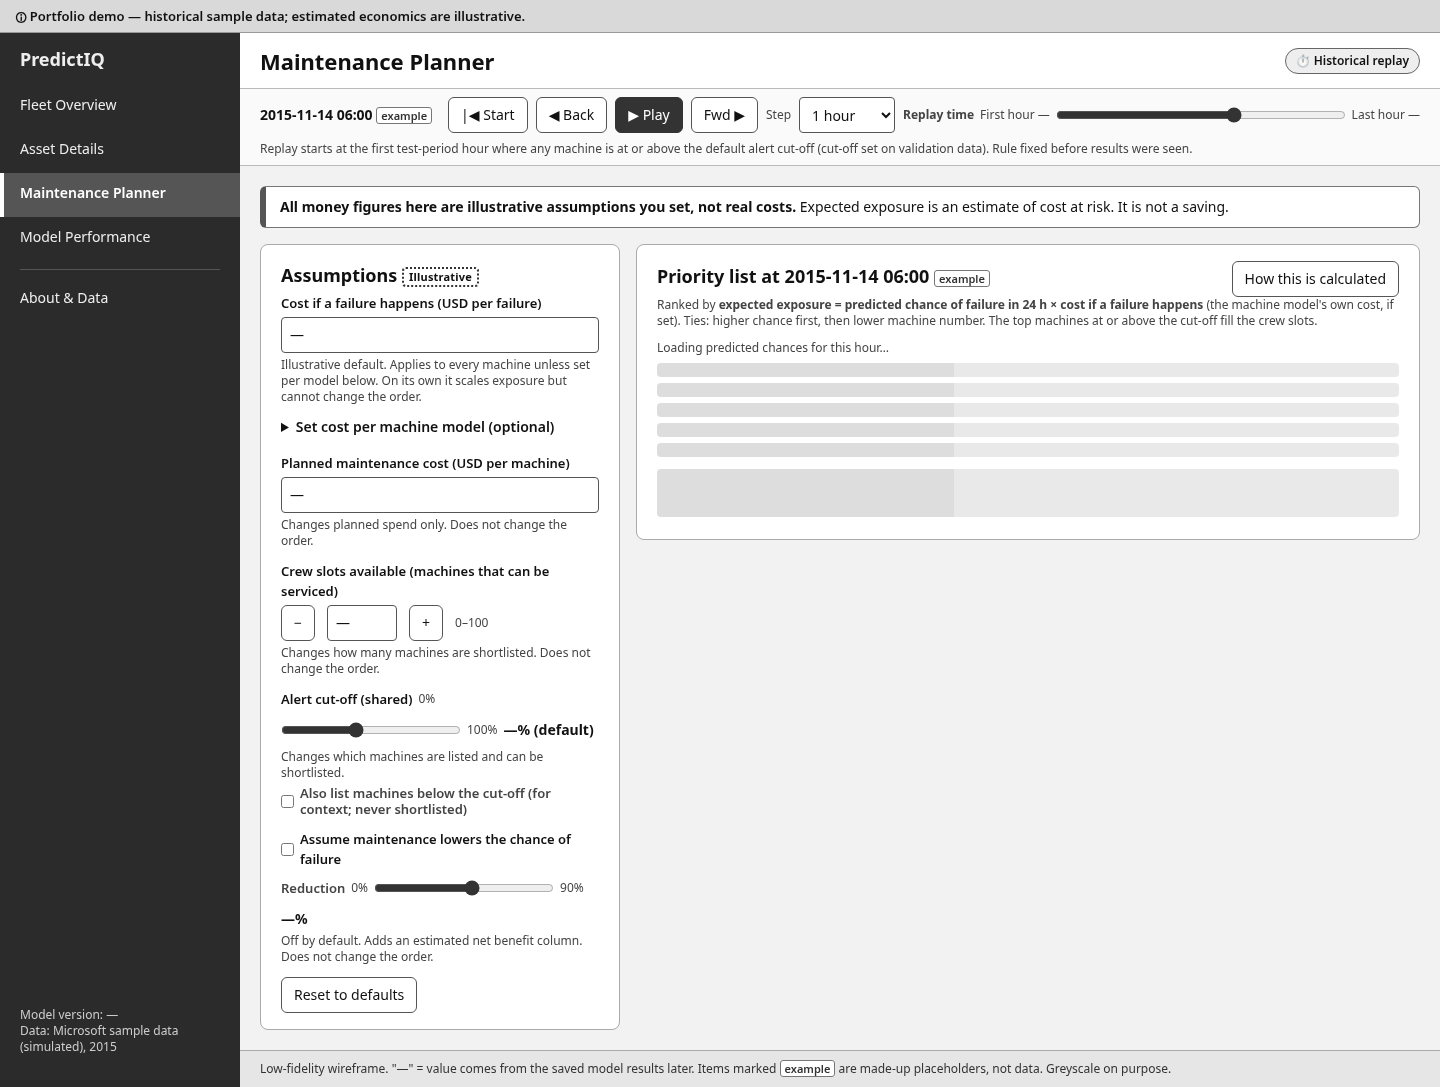 ⓘ Portfolio demo — historical sample data; estimated economics are illustrative.
PredictIQ
Fleet Overview
Asset Details
Maintenance Planner
Model Performance
About & Data
Model version: —
Data: Microsoft sample data
(simulated), 2015
Maintenance Planner
⏱ Historical replay
2015-11-14 06:00 example |◀ Start ◀ Back ▶ Play Fwd ▶ Step 1 hour Replay time First hour — Last hour —
Replay starts at the first test-period hour where any machine is at or above the default alert cut-off (cut-off set on validation data). Rule fixed before results were seen.
All money figures here are illustrative assumptions you set, not real costs. Expected exposure is an estimate of cost at risk. It is not a saving.
Assumptions Illustrative
Cost if a failure happens (USD per failure)
—
Illustrative default. Applies to every machine unless set
per model below. On its own it scales exposure but
cannot change the order.
▶ Set cost per machine model (optional)
Planned maintenance cost (USD per machine)
—
Changes planned spend only. Does not change the
order.
Crew slots available (machines that can be
serviced)
− — + 0–100
Changes how many machines are shortlisted. Does not
change the order.
Alert cut-off (shared) 0%
100% —% (default)
Changes which machines are listed and can be
shortlisted.
Also list machines below the cut-off (for
context; never shortlisted)
Assume maintenance lowers the chance of
failure
Reduction 0% 90%
—%
Off by default. Adds an estimated net benefit column.
Does not change the order.
Reset to defaults
Priority list at 2015-11-14 06:00 example
How this is calculated
Ranked by expected exposure = predicted chance of failure in 24 h × cost if a failure happens (the machine model's own cost, if
set). Ties: higher chance first, then lower machine number. The top machines at or above the cut-off fill the crew slots.
Loading predicted chances for this hour…
Low-fidelity wireframe. "—" = value comes from the saved model results later. Items marked example are made-up placeholders, not data. Greyscale on purpose.